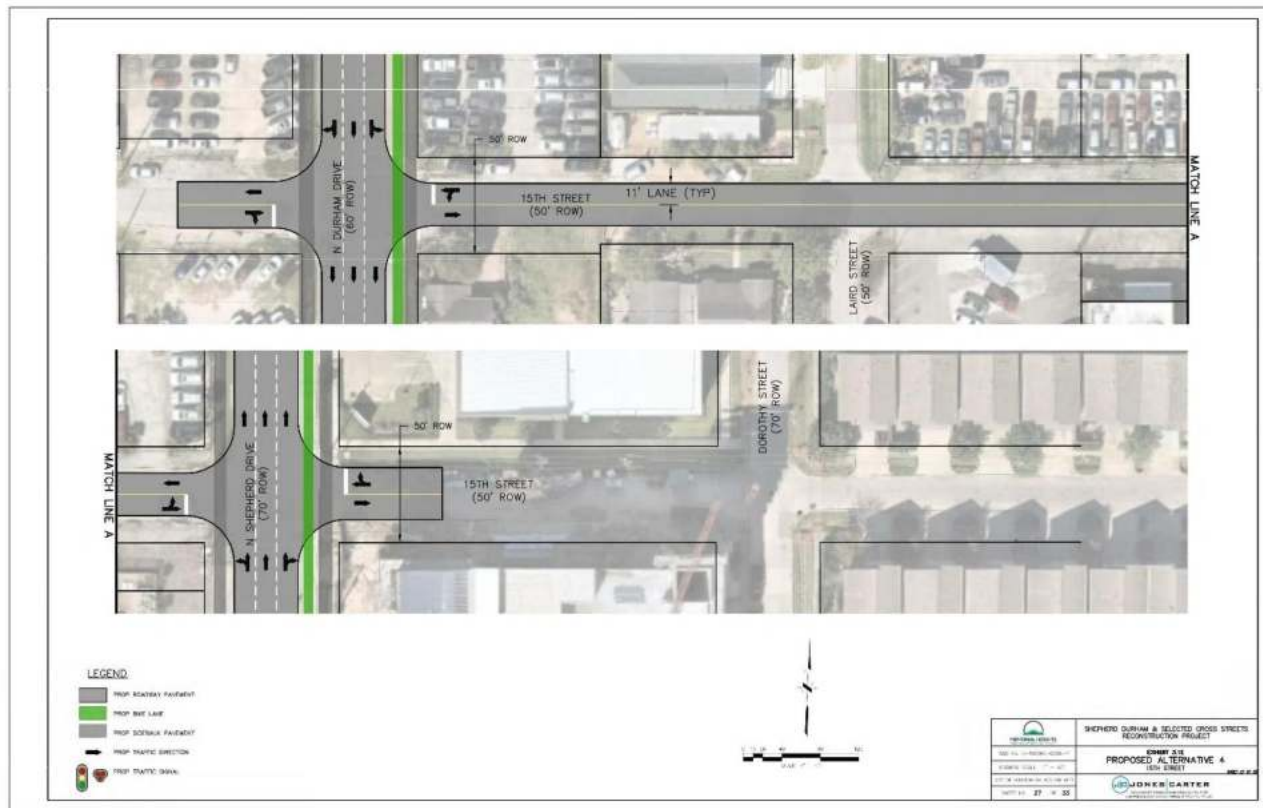 50' ROW
N DURHAM DRIVE
(60' ROW)
15TH STREET
(50' ROW)
11' LANE (TYP)
LAIRD STREET
(50' ROW)
MATCH LINE A
MATCH LINE A
N SHEPHERD DRIVE
(70' ROW)
50' ROW
15TH STREET
(50' ROW)
DOROTHY STREET
(70' ROW)
LEGEND
PROP ROADWAY PAVEMENT
PROP BIKE LANE
PROP SIDEWALK PAVEMENT
PROP TRAFFIC DIRECTION
PROP TRAFFIC SIGNAL
SHEPHERD DURHAM & SELECTED CROSS STREETS
RECONSTRUCTION PROJECT
PROPOSED ALTERNATIVE 4
15TH STREET
JONES CARTER